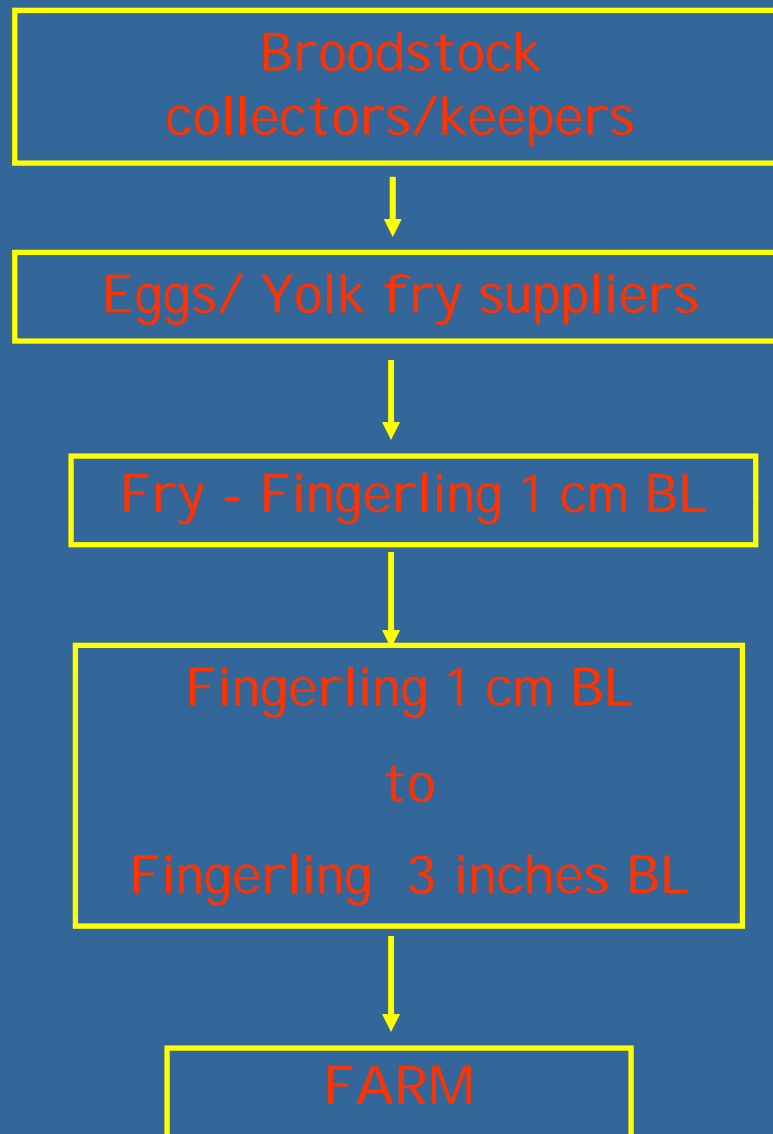 Broodstock
collectors/keepers
Eggs/ Yolk fry suppliers
Fry - Fingerling 1 cm BL
Fingerling 1 cm BL
to
Fingerling 3 inches BL
FARM